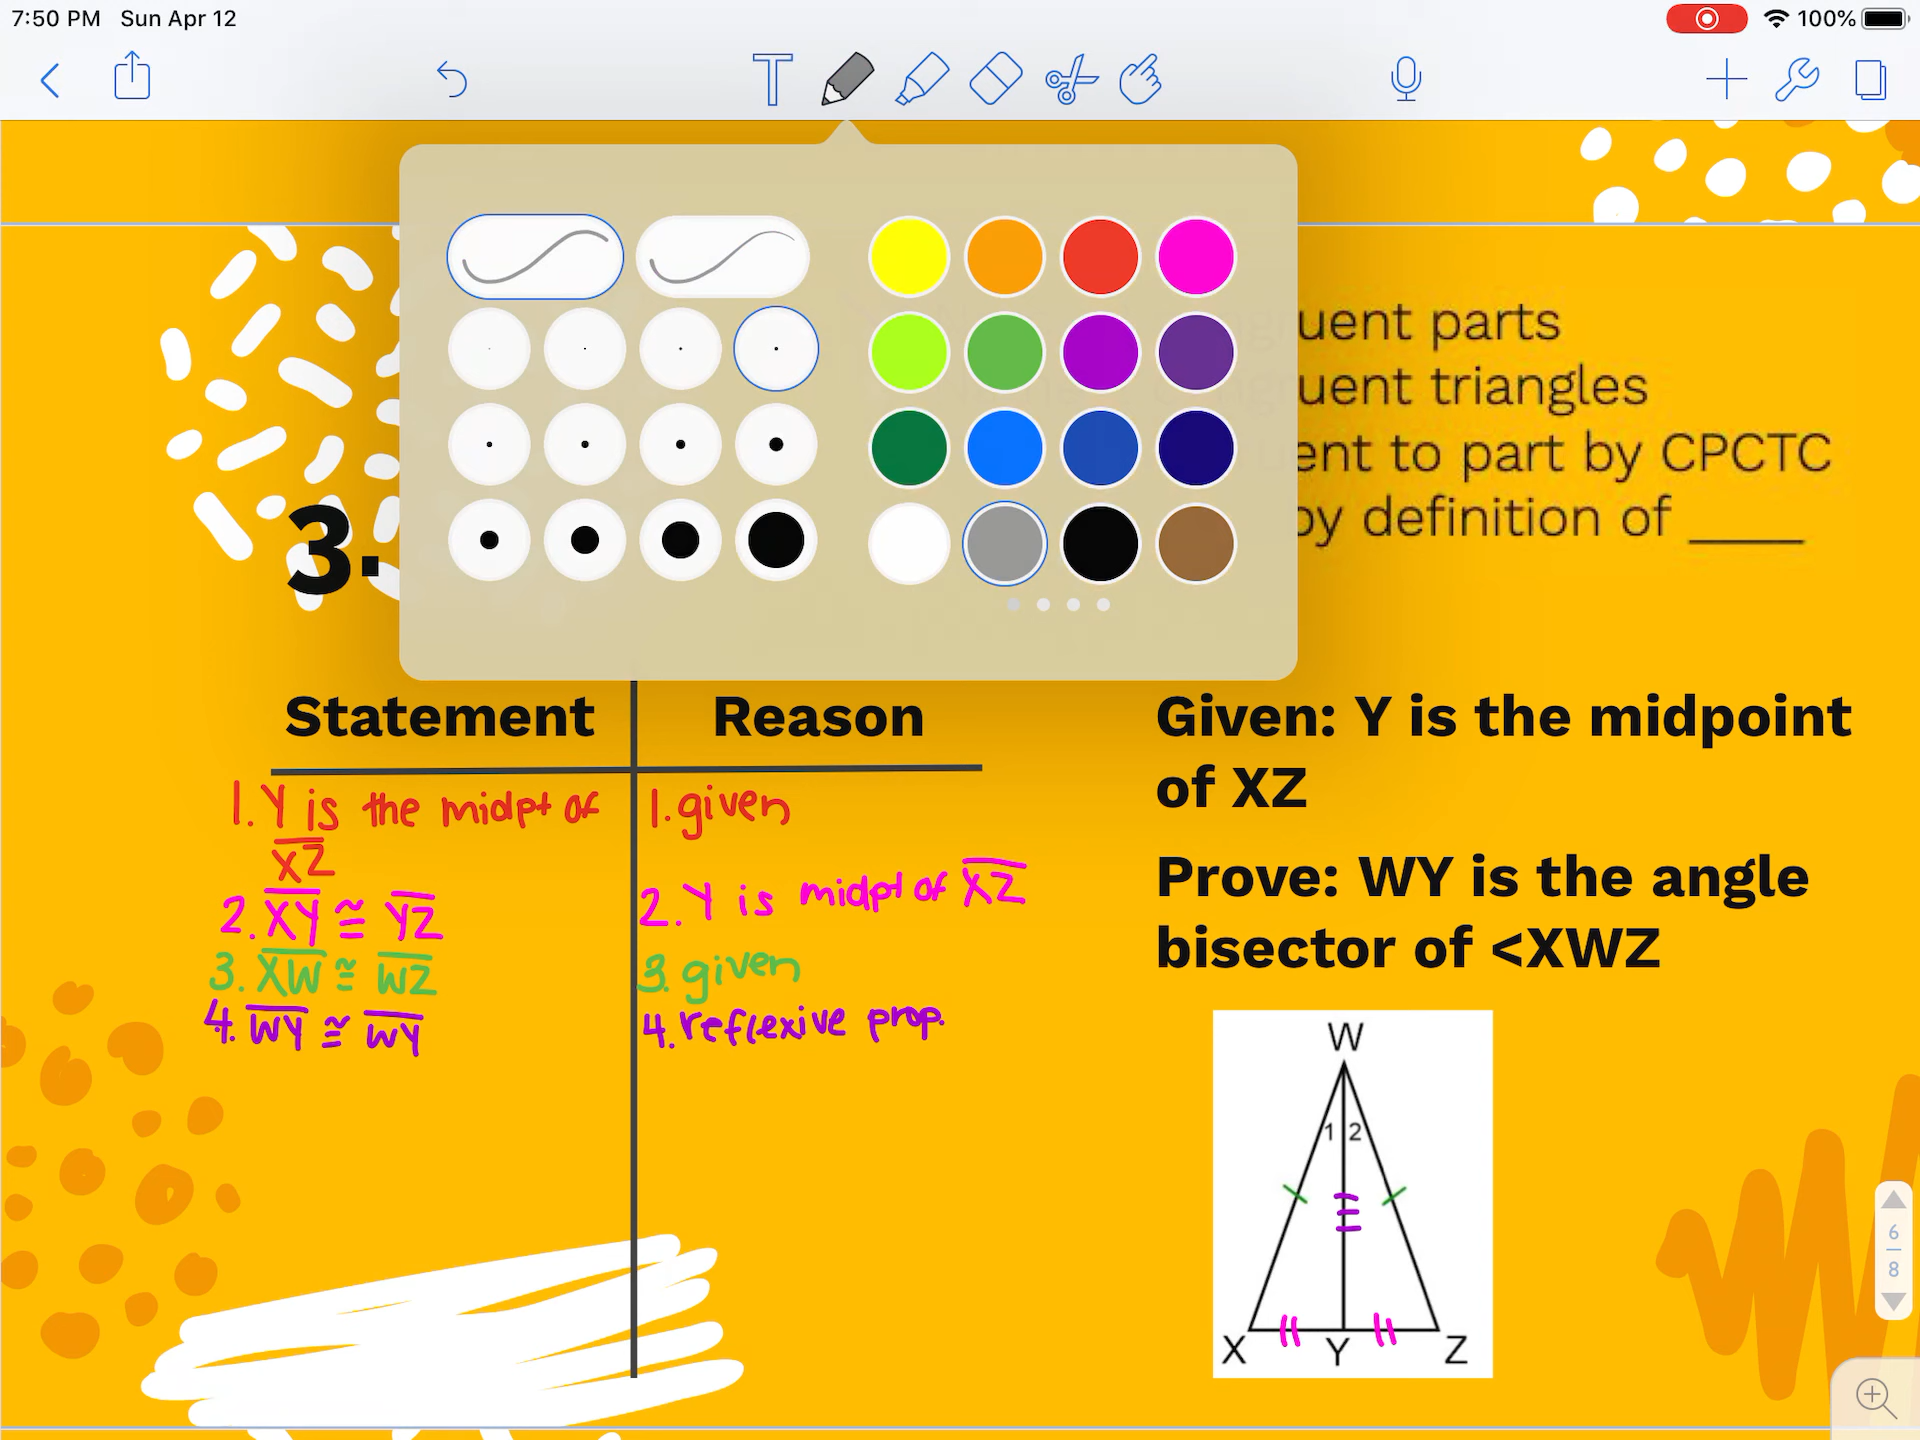 7:50 PM Sun Apr 12
100%
T
uent parts
uent triangles
ent to part by CPCTC
by definition of ____
3.
Statement
Reason
1. Y is the midpt of
XZ
1. given
2. XY ≅ YZ
2. Y is midpt of XZ
3. XW ≅ WZ
3. given
4. WY ≅ WY
4. reflexive prop.
Given: Y is the midpoint
of XZ
Prove: WY is the angle
bisector of <XWZ
W
1 2
X Y Z
6
8